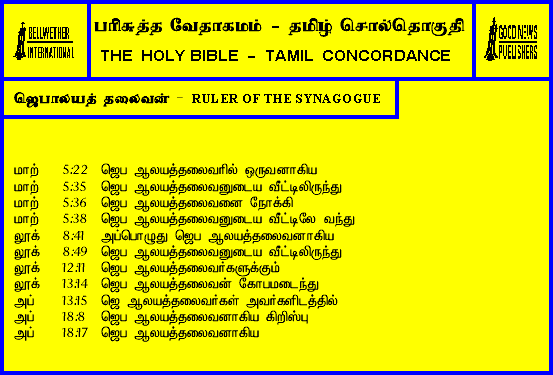 BELLWETHER
INTERNATIONAL
பரிசுத்த வேதாகமம் – தமிழ் சொல்தொகுதி
THE HOLY BIBLE – TAMIL CONCORDANCE
GOOD NEWS
PUBLISHERS
ஜெபாலயத் தலைவன் – RULER OF THE SYNAGOGUE
மாற் 5:22 ஜெப ஆலயத்தலைவரில் ஒருவனாகிய
மாற் 5:35 ஜெப ஆலயத்தலைவனுடைய வீட்டிலிருந்து
மாற் 5:36 ஜெப ஆலயத்தலைவனை நோக்கி
மாற் 5:38 ஜெப ஆலயத்தலைவனுடைய வீட்டிலே வந்து
லூக் 8:41 அப்பொழுது ஜெப ஆலயத்தலைவனாகிய
லூக் 8:49 ஜெப ஆலயத்தலைவனுடைய வீட்டிலிருந்து
லூக் 12:11 ஜெப ஆலயத்தலைவர்களுக்கும்
லூக் 13:14 ஜெப ஆலயத்தலைவன் கோபமடைந்து
அப் 13:15 ஜெ ஆலயத்தலைவர்கள் அவர்களிடத்தில்
அப் 18:8 ஜெப ஆலயத்தலைவனாகிய கிறிஸ்பு
அப் 18:17 ஜெப ஆலயத்தலைவனாகிய